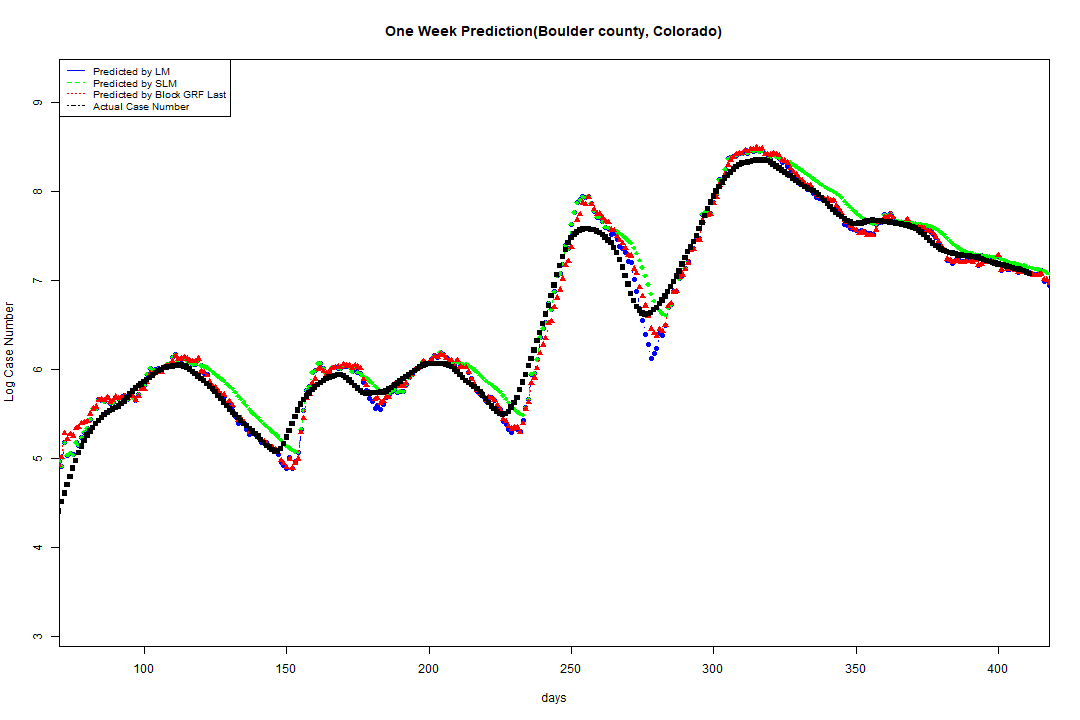 One Week Prediction(Boulder county, Colorado)
Predicted by LM
Predicted by SLM
Predicted by Block GRF Last
Actual Case Number
9
8
7
6
5
4
3
Log Case Number
100 150 200 250 300 350 400
days